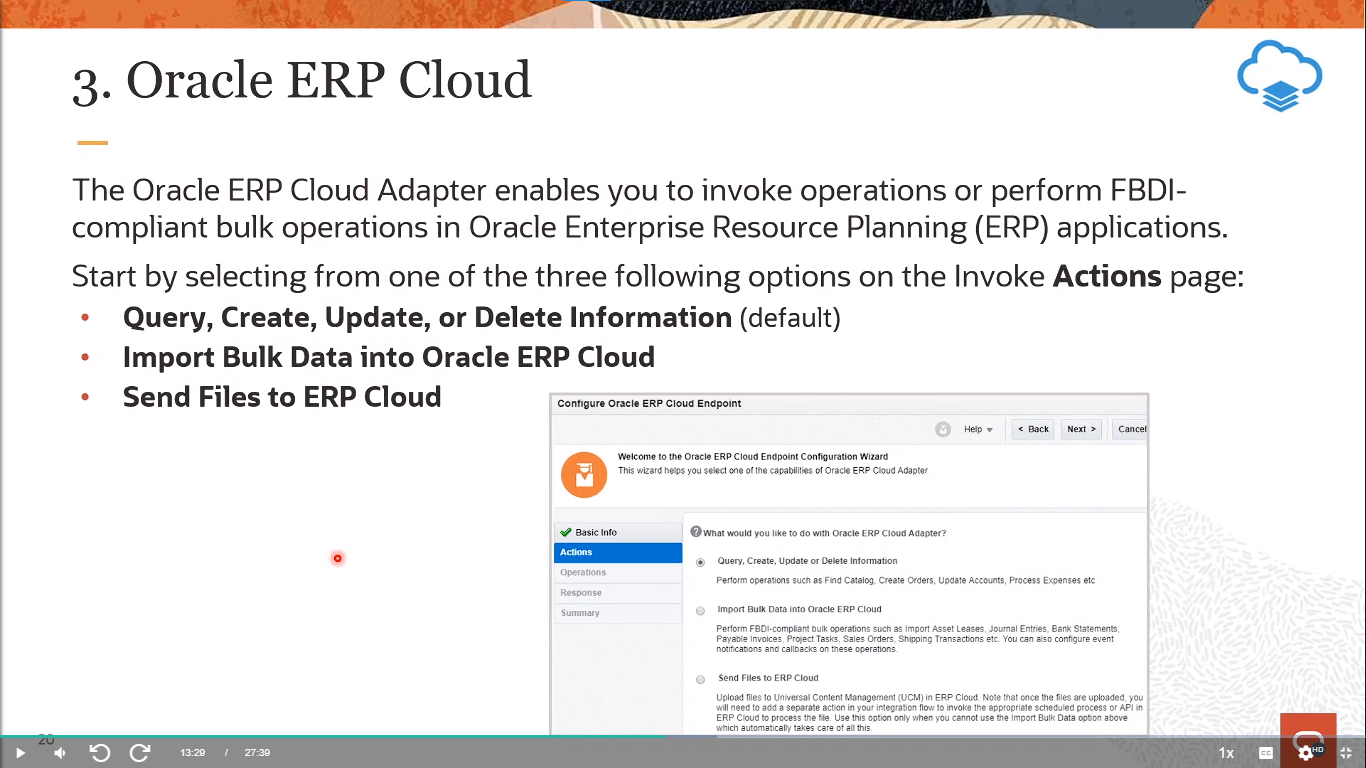 3. Oracle ERP Cloud
The Oracle ERP Cloud Adapter enables you to invoke operations or perform FBDI-
compliant bulk operations in Oracle Enterprise Resource Planning (ERP) applications.
Start by selecting from one of the three following options on the Invoke Actions page:
• Query, Create, Update, or Delete Information (default)
• Import Bulk Data into Oracle ERP Cloud
• Send Files to ERP Cloud
Configure Oracle ERP Cloud Endpoint
Help
< Back
Next >
Cancel
Welcome to the Oracle ERP Cloud Endpoint Configuration Wizard
This wizard helps you select one of the capabilities of Oracle ERP Cloud Adapter
Basic Info
Actions
Operations
Response
Summary
What would you like to do with Oracle ERP Cloud Adapter?
Query, Create, Update or Delete Information
Perform operations such as Find Catalog, Create Orders, Update Accounts, Process Expenses etc
Import Bulk Data into Oracle ERP Cloud
Perform FBDI-compliant bulk operations such as Import Asset Leases, Journal Entries, Bank Statements,
Payable Invoices, Project Tasks, Sales Orders, Shipping Transactions etc. You can also configure event
notifications and callbacks on these operations.
Send Files to ERP Cloud
Upload files to Universal Content Management (UCM) in ERP Cloud. Note that once the files are uploaded, you
will need to add a separate action in your integration flow to invoke the appropriate scheduled process or API in
ERP Cloud to process the file. Use this option only when you cannot use the Import Bulk Data option above
which automatically takes care of all this.
20
13:29 / 27:39
1x
CC
HD